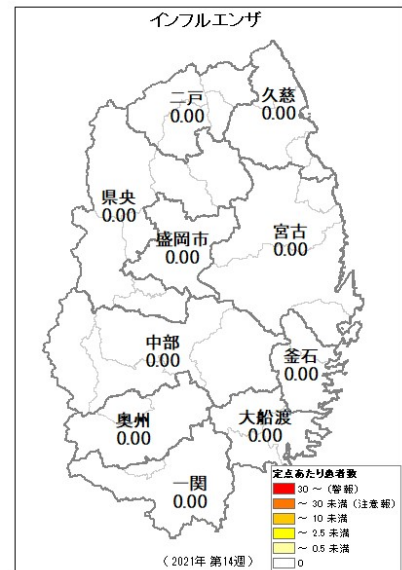 インフルエンザ
二戸
0.00
久慈
0.00
県央
0.00
盛岡市
0.00
宮古
0.00
中部
0.00
釜石
0.00
奥州
0.00
大船渡
0.00
一関
0.00
定点あたり患者数
30 ~ (警報)
~ 30 未満 (注意報)
~ 10 未満
~ 2.5 未満
~ 0.5 未満
0
(2021年 第14週)